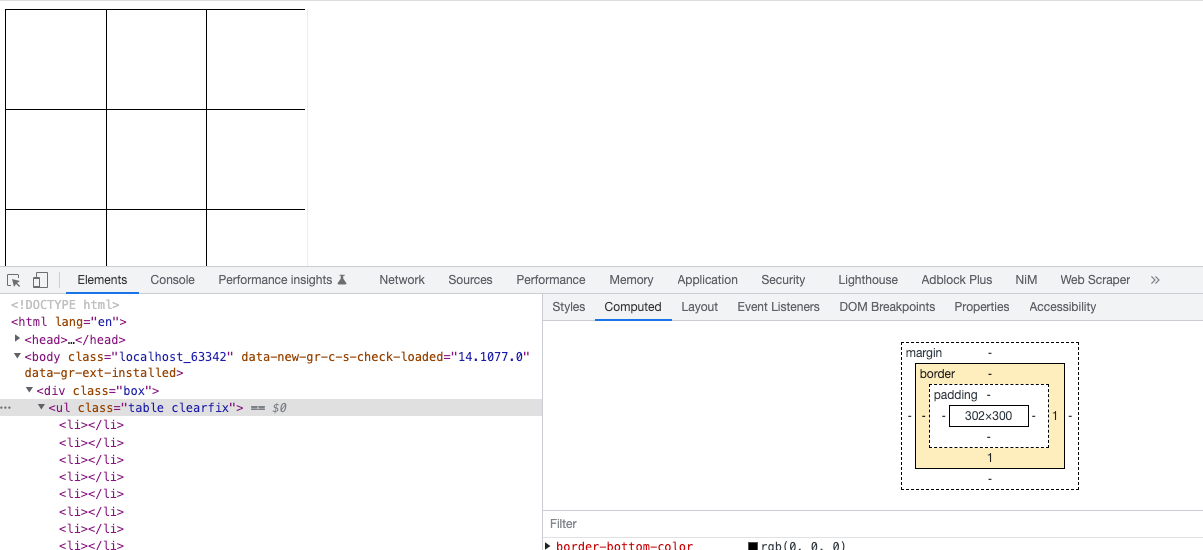 Elements Console Performance insights Network Sources Performance Memory Application Security Lighthouse Adblock Plus NiM Web Scraper »
<!DOCTYPE html>
<html lang="en">
<head>…</head>
<body class="localhost_63342" data-new-gr-c-s-check-loaded="14.1077.0"
data-gr-ext-installed>
<div class="box">
… <ul class="table clearfix"> == $0
<li></li>
<li></li>
<li></li>
<li></li>
<li></li>
<li></li>
<li></li>
<li></li>
Styles Computed Layout Event Listeners DOM Breakpoints Properties Accessibility
margin -
border -
padding -
- - - 302×300 - 1 -
-
1
-
Filter
border-bottom-color rgb(0, 0, 0)